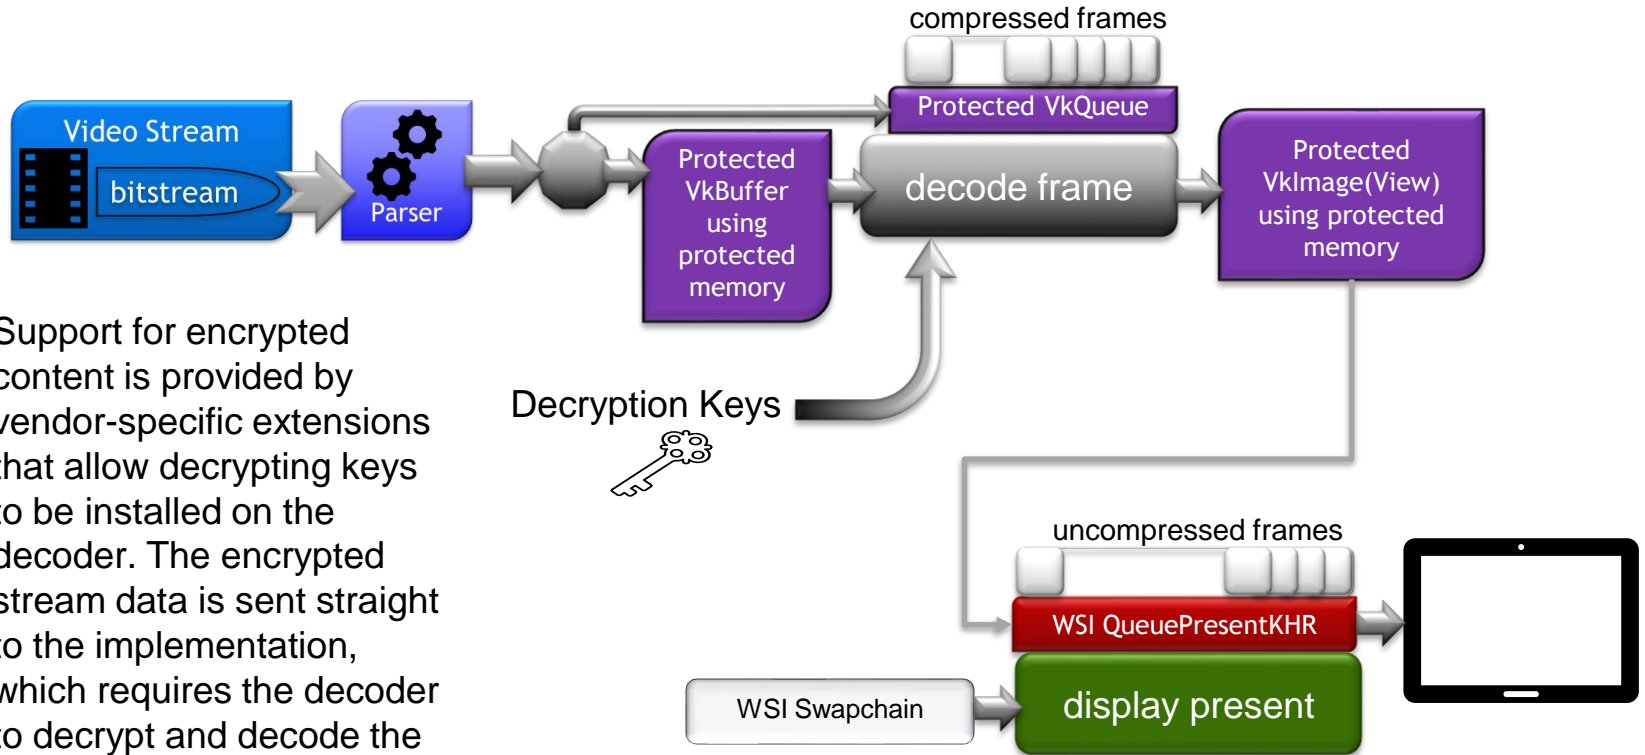 compressed frames
Protected VkQueue
Video Stream
bitstream
Parser
Protected
VkBuffer
using
protected
memory
decode frame
Protected
VkImage(View)
using protected
memory
Support for encrypted
content is provided by
vendor-specific extensions
that allow decrypting keys
to be installed on the
decoder. The encrypted
stream data is sent straight
to the implementation,
which requires the decoder
to decrypt and decode the
Decryption Keys
uncompressed frames
WSI QueuePresentKHR
WSI Swapchain
display present